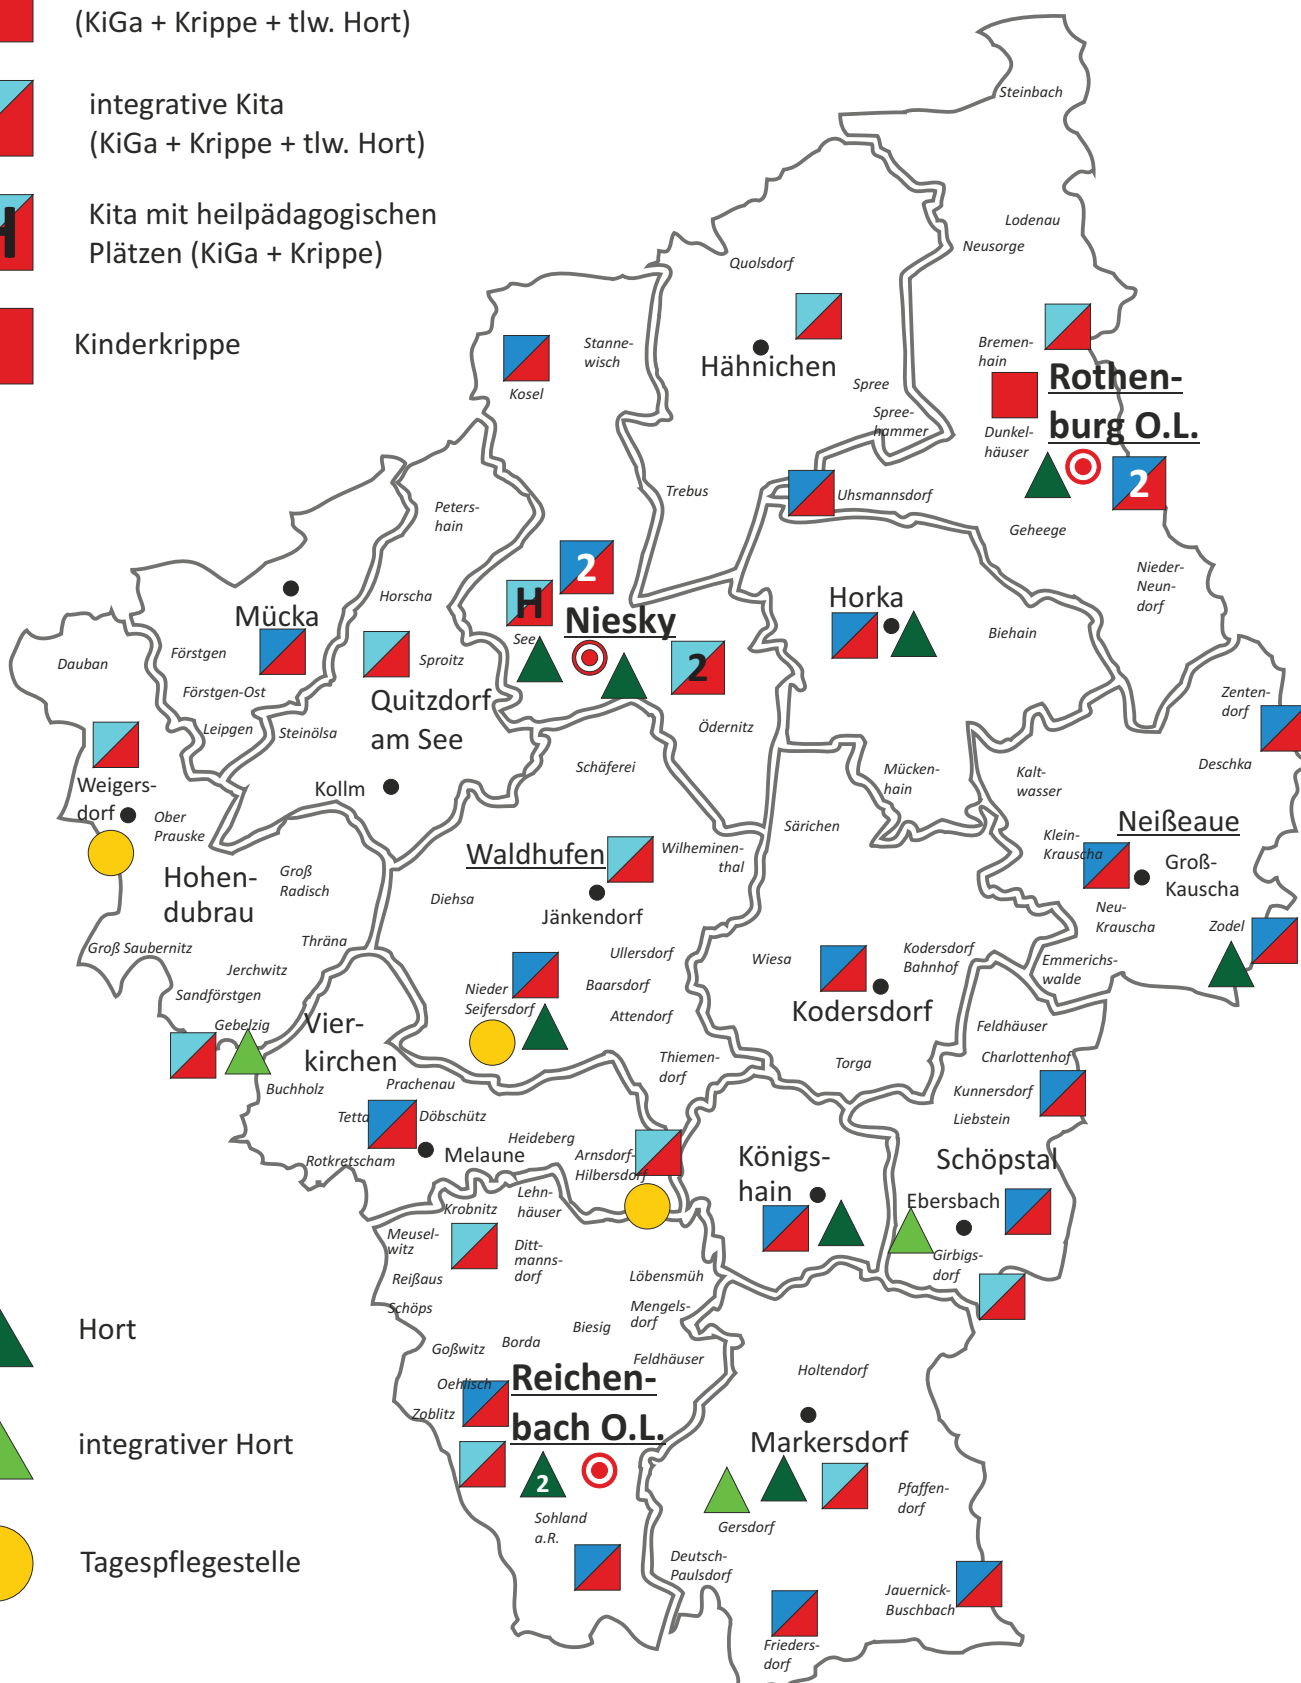 (KiGa + Krippe + tlw. Hort)
integrative Kita
(KiGa + Krippe + tlw. Hort)
H
Kita mit heilpädagogischen
Plätzen (KiGa + Krippe)
Kinderkrippe
Steinbach
Lodenau
Neusorge
Quolsdorf
Stanne-
wisch
Kosel
Hähnichen
Spree
Spree-
hammer
Bremen-
hain
Rothen-
burg O.L.
Dunkel-
häuser
2
Geheege
Nieder-
Neun-
dorf
Trebus
Uhsmannsdorf
Peters-
hain
Horscha
Mücka
Förstgen
Förstgen-Ost
Leipgen
Steinölsa
Sproitz
Quitzdorf
am See
Kollm
2
H
See
Niesky
2
Ödernitz
Horka
Biehain
Dauban
Weigers-
dorf
Ober
Prauske
Hohen-
dubrau
Groß
Radisch
Groß Saubernitz
Thräna
Jerchwitz
Sandförstgen
Gebelzig
Schäferei
Waldhufen
Wilheminen-
thal
Jänkendorf
Diehsa
Ullersdorf
Nieder
Seifersdorf
Baarsdorf
Attendorf
Thiemen-
dorf
Mücken-
hain
Särichen
Wiesa
Kodersdorf
Bahnhof
Kodersdorf
Torga
Zenten-
dorf
Deschka
Kalt-
wasser
Neißeaue
Klein-
Krauscha
Groß-
Kauscha
Neu-
Krauscha
Zodel
Emmerichs-
walde
Vier-
kirchen
Buchholz
Prachenau
Tetta
Döbschütz
Melaune
Rotkretscham
Heideberg
Arnsdorf-
Hilbersdorf
Feldhäuser
Charlottenhof
Kunnersdorf
Liebstein
Schöpstal
Ebersbach
Girbigs-
dorf
Königs-
hain
Lehn-
häuser
Krobnitz
Meusel-
witz
Ditt-
manns-
dorf
Reißaus
Schöps
Löbensmüh
Mengels-
dorf
Biesig
Borda
Goßwitz
Feldhäuser
Oehlisch
Zoblitz
Reichen-
bach O.L.
2
Sohland
a.R.
Holtendorf
Markersdorf
Pfaffen-
dorf
Gersdorf
Deutsch-
Paulsdorf
Jauernick-
Buschbach
Frieders-
dorf
Hort
integrativer Hort
Tagespflegestelle